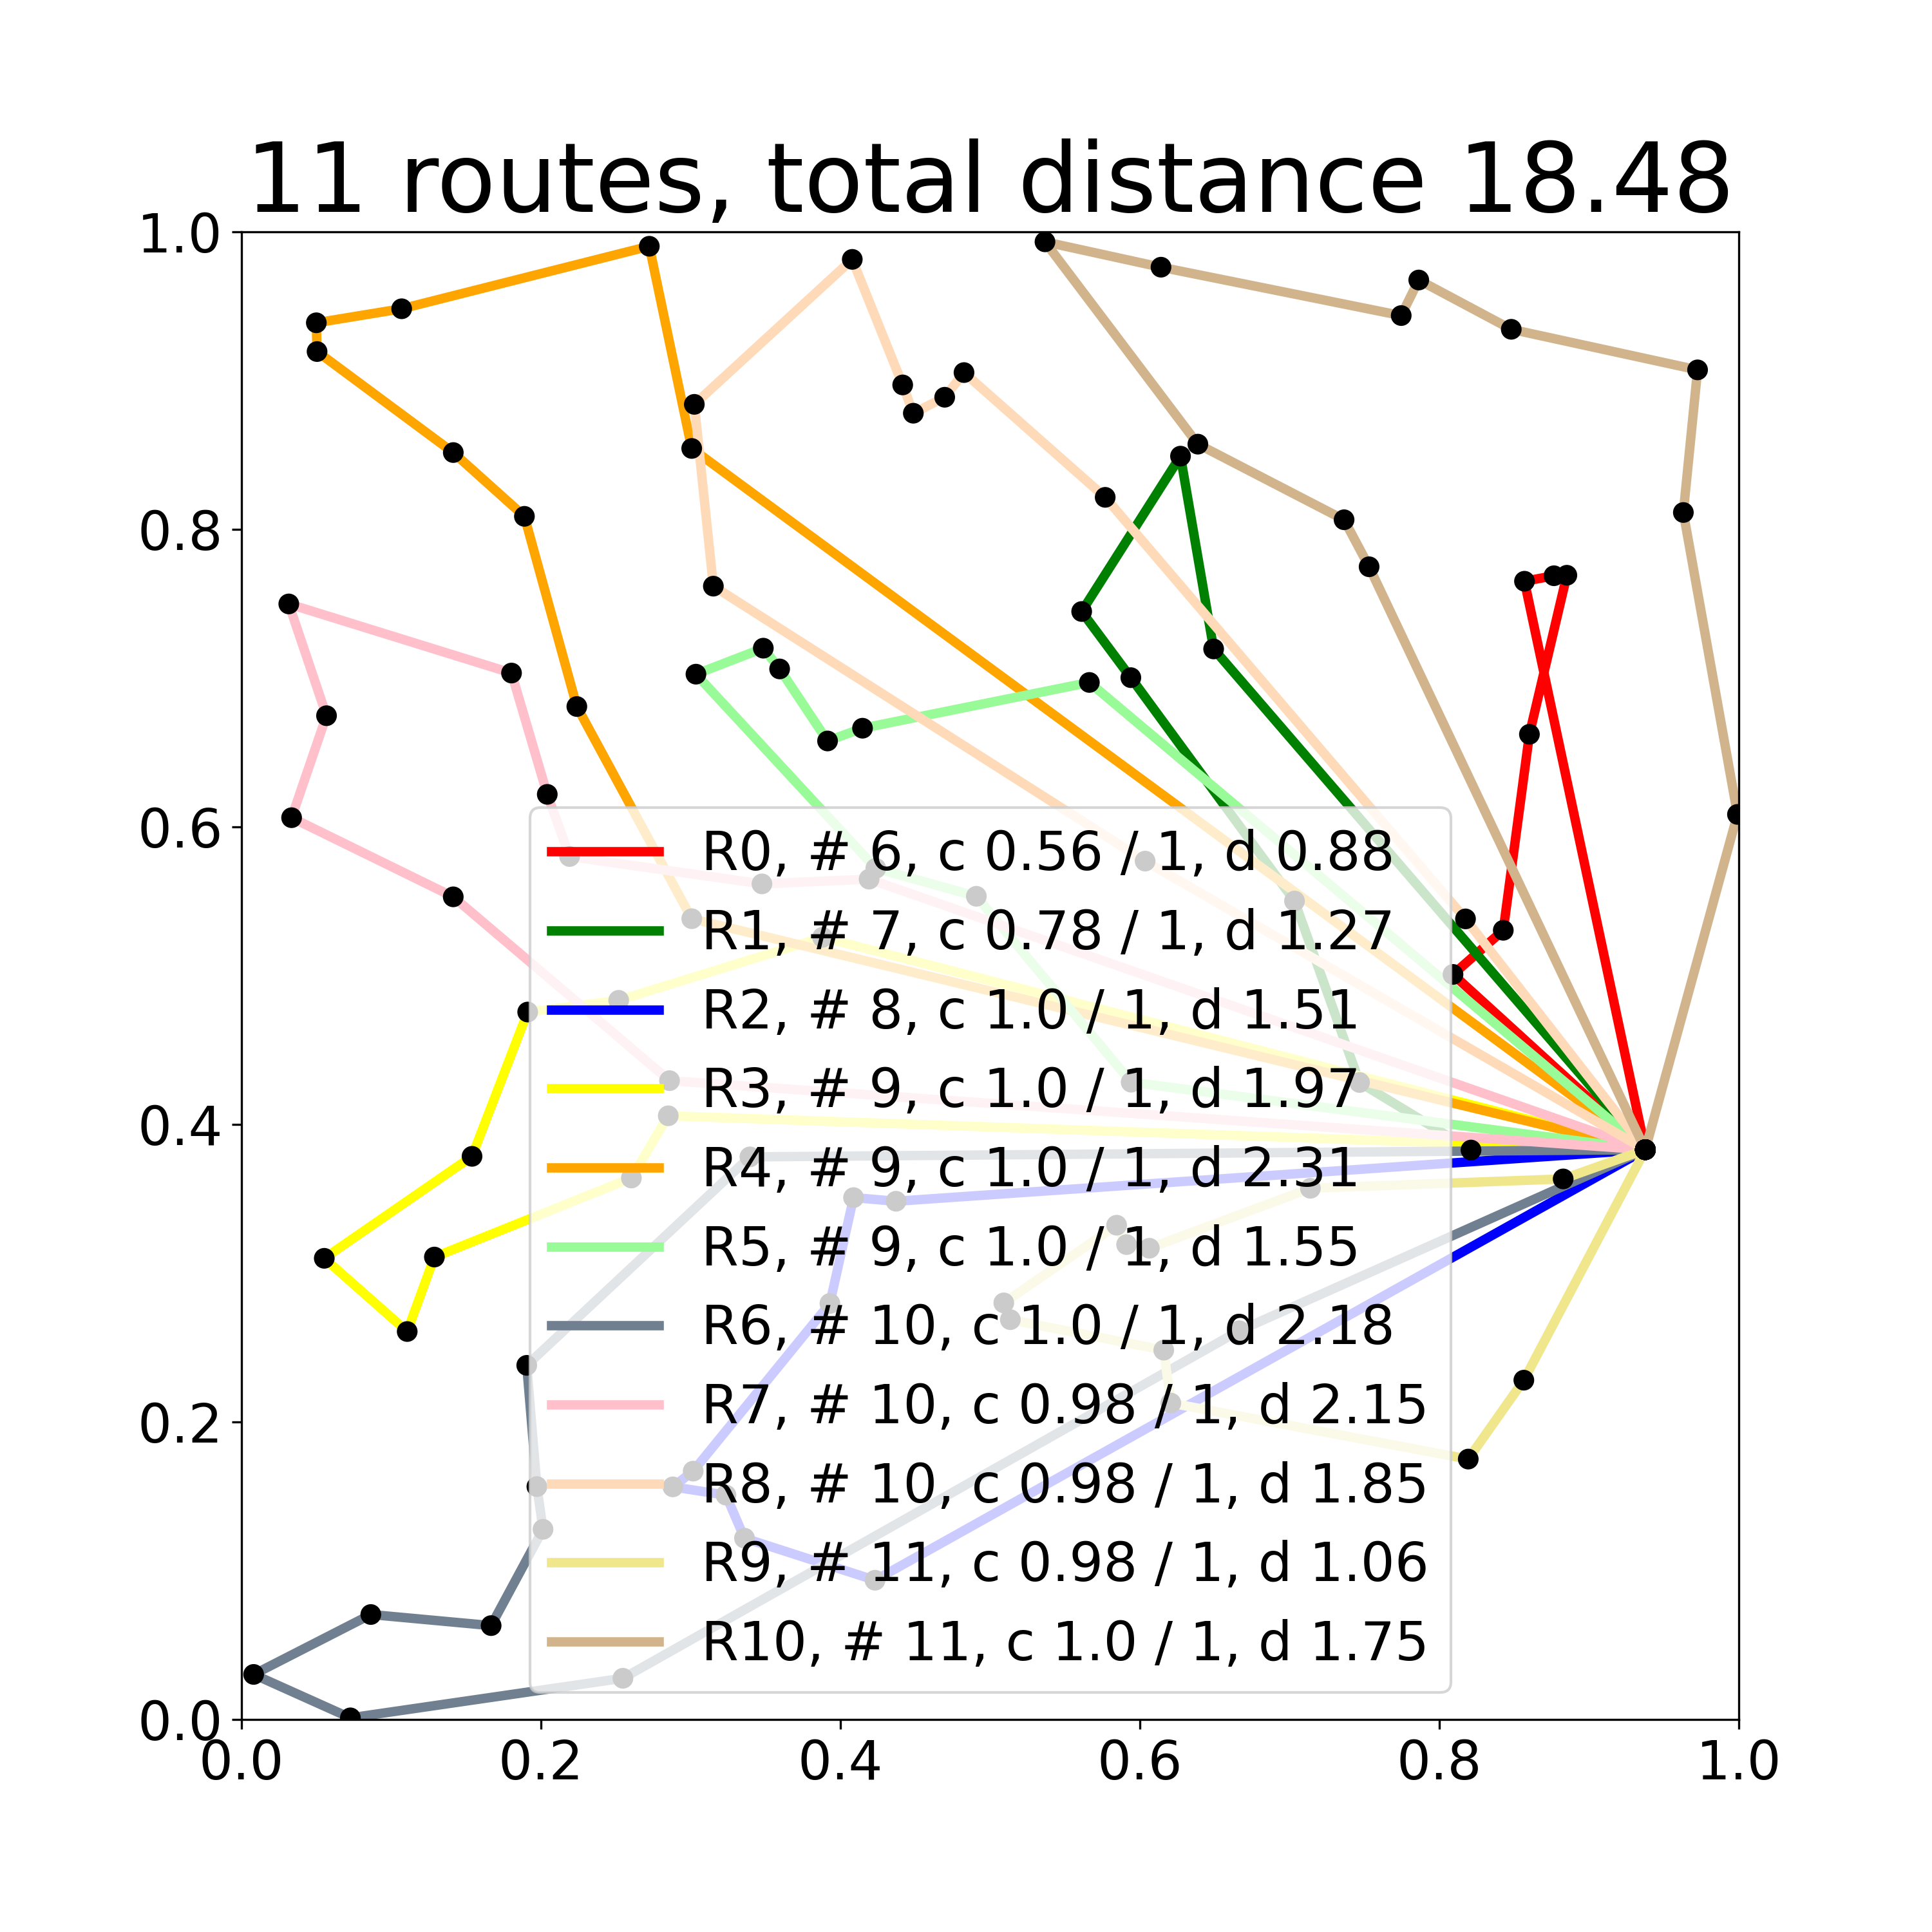 11 routes, total distance 18.48
1.0
0.8
0.6
0.4
0.2
0.0
R0, # 6, c 0.56 / 1, d 0.88
R1, # 7, c 0.78 / 1, d 1.27
R2, # 8, c 1.0 / 1, d 1.51
R3, # 9, c 1.0 / 1, d 1.97
R4, # 9, c 1.0 / 1, d 2.31
R5, # 9, c 1.0 / 1, d 1.55
R6, # 10, c 1.0 / 1, d 2.18
R7, # 10, c 0.98 / 1, d 2.15
R8, # 10, c 0.98 / 1, d 1.85
R9, # 11, c 0.98 / 1, d 1.06
R10, # 11, c 1.0 / 1, d 1.75
0.0 0.2 0.4 0.6 0.8 1.0